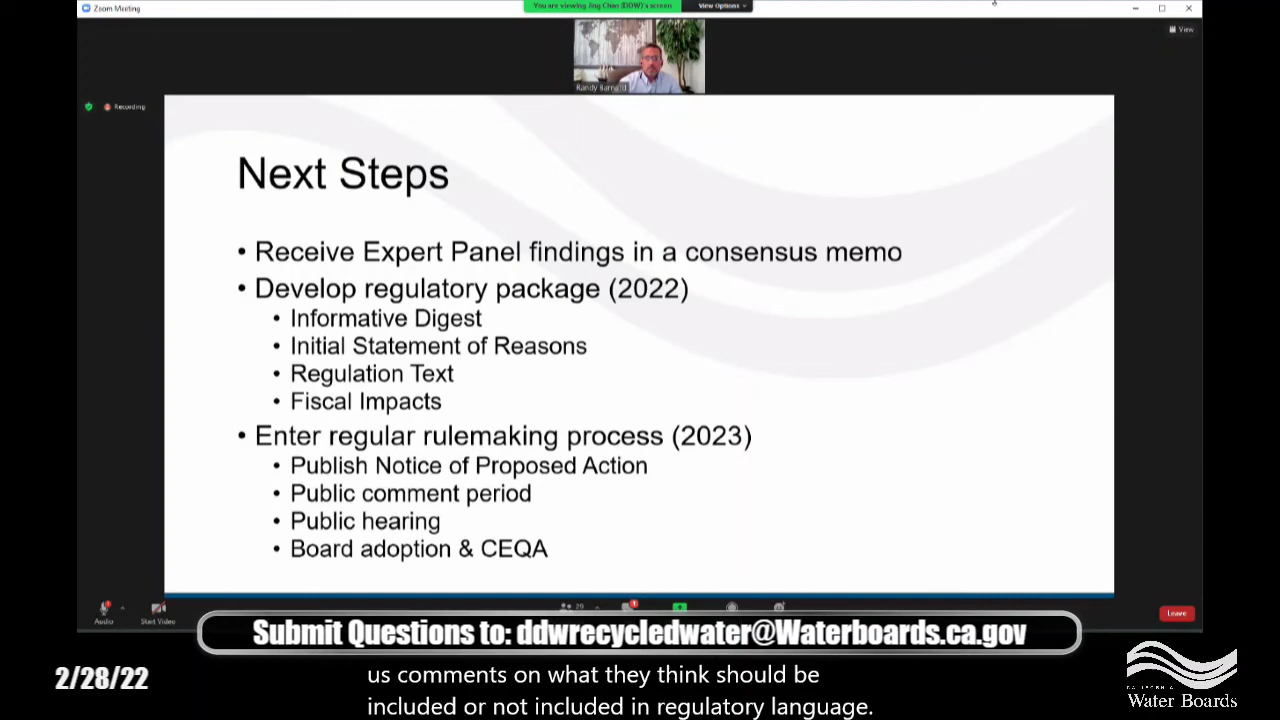 Zoom Meeting
You are viewing Jing Chao (DDW)'s screen
View Options
View
Randy Barnard
Recording
Next Steps
• Receive Expert Panel findings in a consensus memo
• Develop regulatory package (2022)
• Informative Digest
• Initial Statement of Reasons
• Regulation Text
• Fiscal Impacts
• Enter regular rulemaking process (2023)
• Publish Notice of Proposed Action
• Public comment period
• Public hearing
• Board adoption & CEQA
29
Audio
Start Video
Leave
Submit Questions to: ddwrecycledwater@Waterboards.ca.gov
2/28/22
us comments on what they think should be
included or not included in regulatory language.
CALIFORNIA
Water Boards